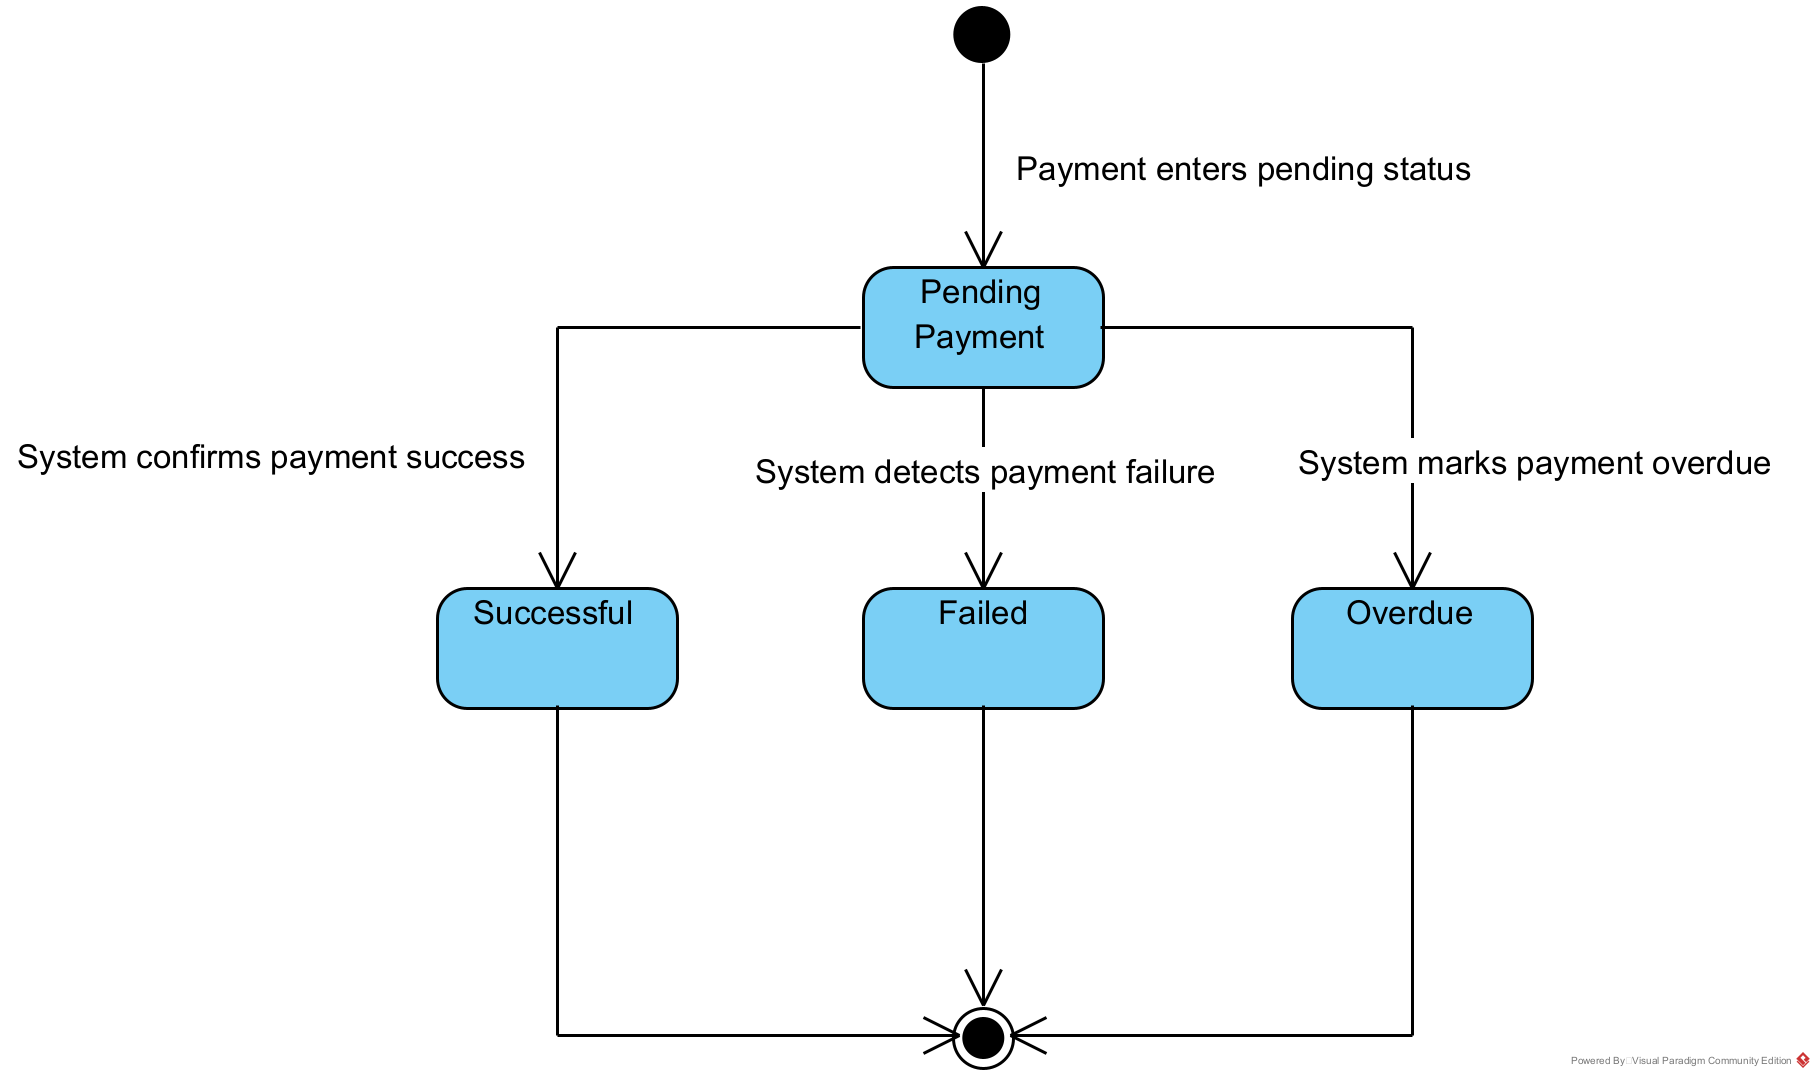 Payment enters pending status
Pending
Payment
System confirms payment success
System detects payment failure
System marks payment overdue
Successful
Failed
Overdue
Powered By Visual Paradigm Community Edition